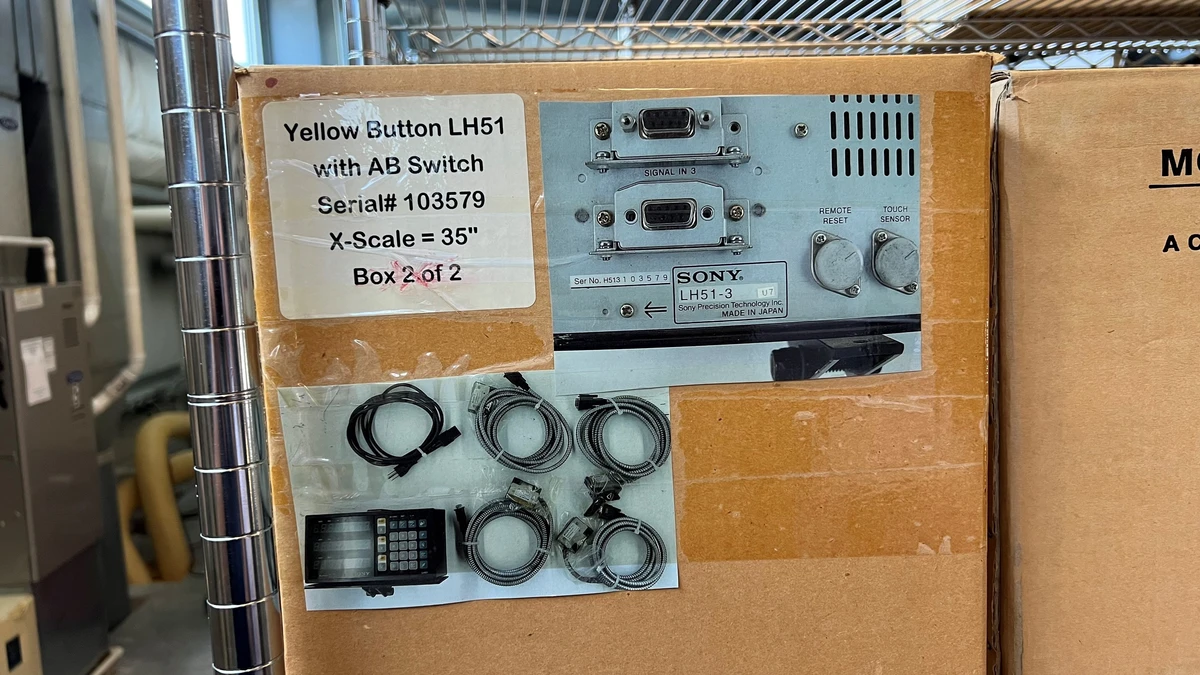 Yellow Button LH51
with AB Switch
Serial# 103579
X-Scale = 35"
Box 2 of 2
SIGNAL IN 3
REMOTE
RESET
TOUCH
SENSOR
Ser No. H513 1 0 3 5 7 9
SONY®
LH51-3 U7
Sony Precision Technology Inc.
MADE IN JAPAN